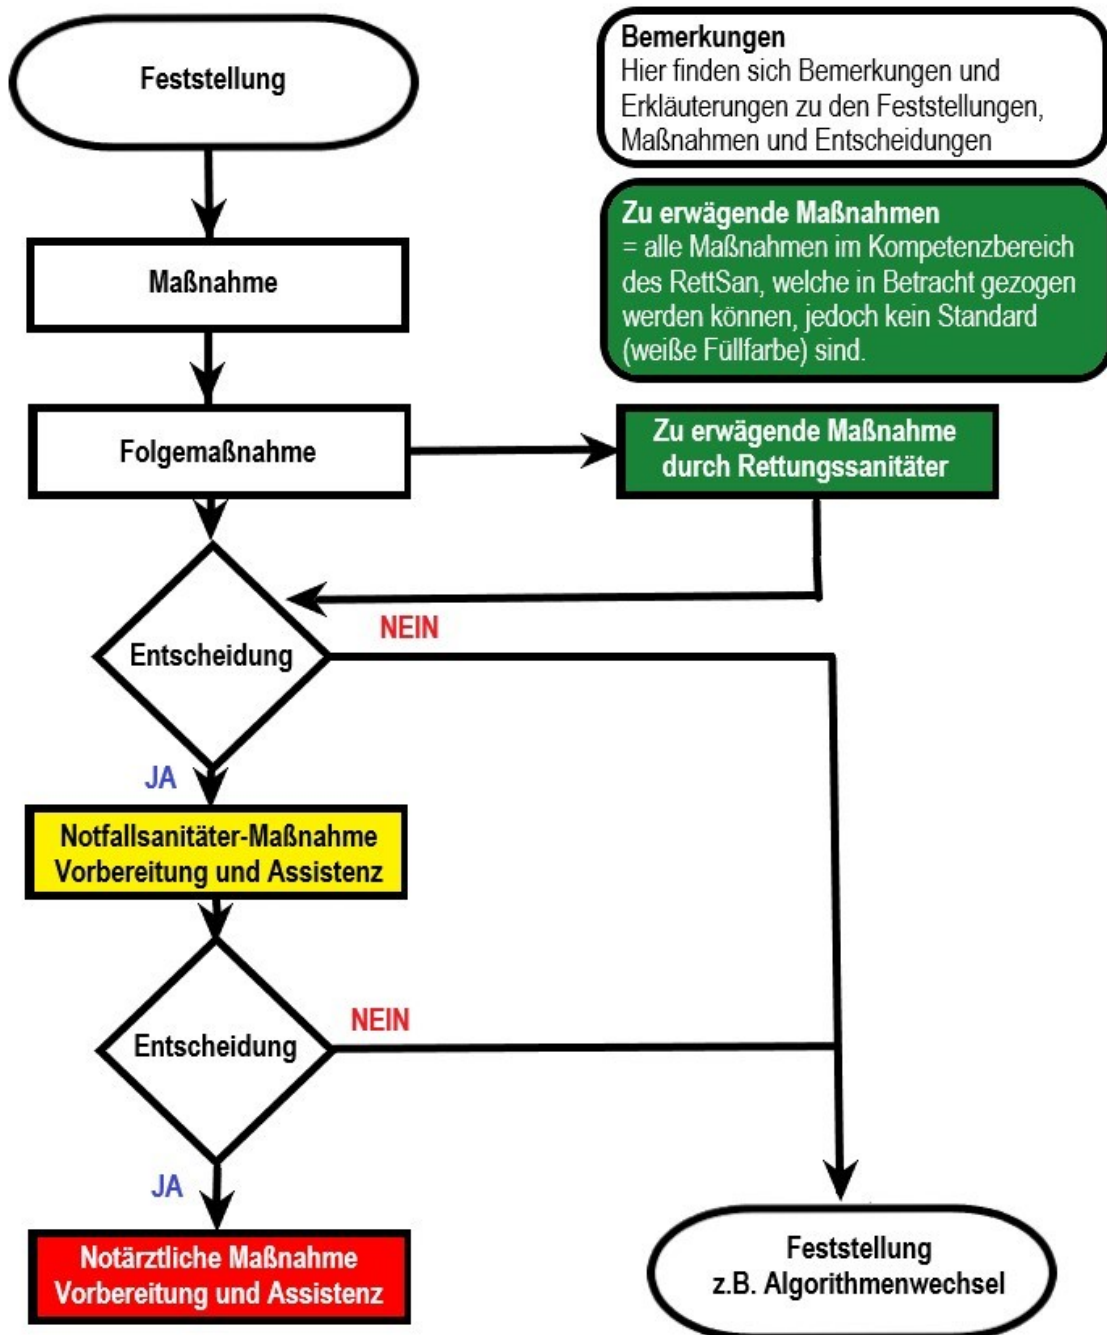 Feststellung
Bemerkungen
Hier finden sich Bemerkungen und
Erkläuterungen zu den Feststellungen,
Maßnahmen und Entscheidungen
Zu erwägende Maßnahmen
= alle Maßnahmen im Kompetenzbereich
des RettSan, welche in Betracht gezogen
werden können, jedoch kein Standard
(weiße Füllfarbe) sind.
Maßnahme
Folgemaßnahme
Zu erwägende Maßnahme
durch Rettungssanitäter
Entscheidung
NEIN
JA
Notfallsanitäter-Maßnahme
Vorbereitung und Assistenz
Entscheidung
NEIN
JA
Notärztliche Maßnahme
Vorbereitung und Assistenz
Feststellung
z.B. Algorithmenwechsel